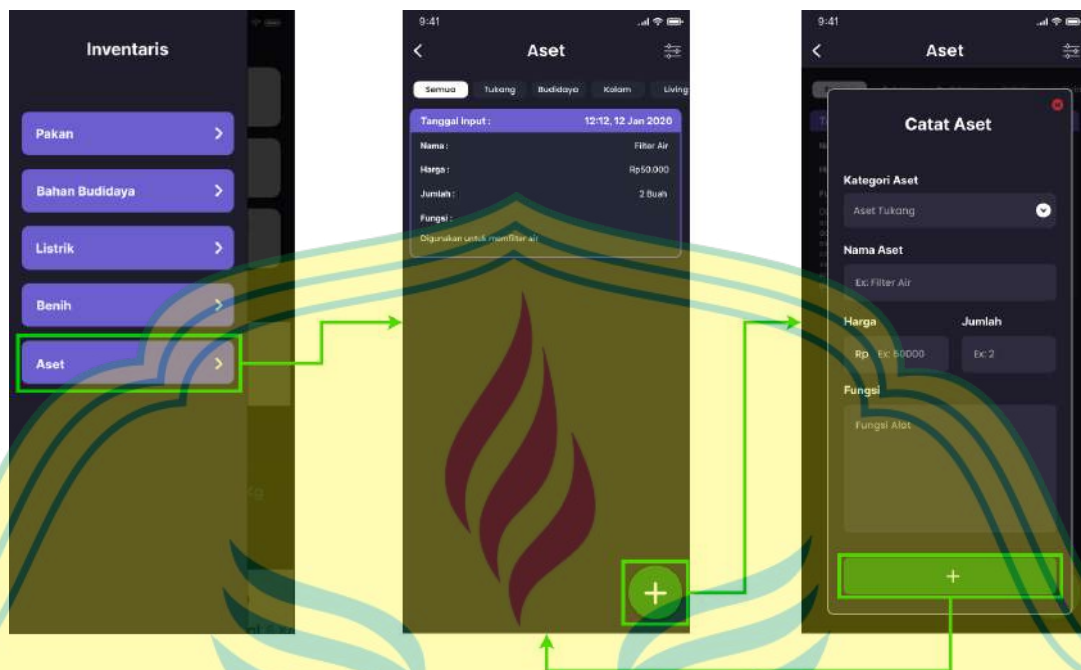 Inventaris
Pakan
Bahan Budidaya
Listrik
Benih
Aset
9:41
Aset
Semua Tukang Budidaya Kolam Living
Tanggal Input : 12:12, 12 Jan 2020
Nama : Filter Air
Harga : Rp50.000
Jumlah : 2 Buah
Fungsi :
Digunakan untuk memfilter air
9:41
Aset
Catat Aset
Kategori Aset
Aset Tukang
Nama Aset
Ex: Filter Air
Harga Jumlah
Rp Ex: 50000 Ex: 2
Fungsi
Fungsi Alat